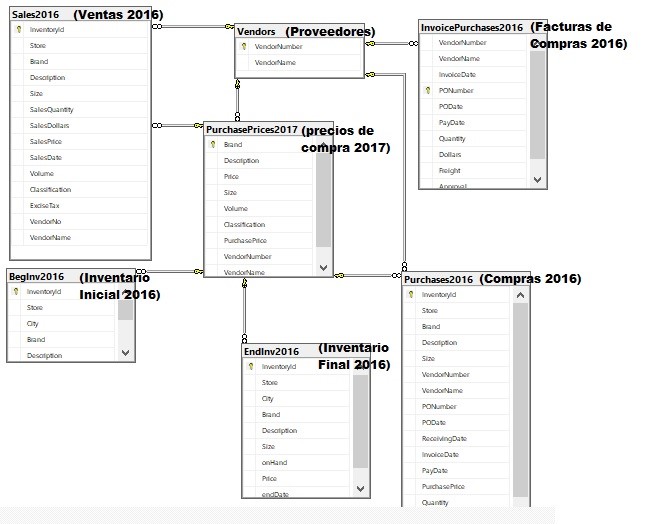 Sales2016 (Ventas 2016)
InventoryId
Store
Brand
Description
Size
SalesQuantity
SalesDollars
SalesPrice
SalesDate
Volume
Classification
ExciseTax
VendorNo
VendorName
Vendors (Proveedores)
VendorNumber
VendorName
InvoicePurchases2016 (Facturas de
Compras 2016)
VendorNumber
VendorName
InvoiceDate
PONumber
PODate
PayDate
Quantity
Dollars
Freight
Approval
PurchasePrices2017 (precios de
compra 2017)
Brand
Description
Price
Size
Volume
Classification
PurchasePrice
VendorNumber
VendorName
BegInv2016 (Inventario
Inicial 2016)
InventoryId
Store
City
Brand
Description
EndInv2016 (Inventario
Final 2016)
InventoryId
Store
City
Brand
Description
Size
onHand
Price
endDate
Purchases2016 (Compras 2016)
InventoryId
Store
Brand
Description
Size
VendorNumber
VendorName
PONumber
PODate
ReceivingDate
InvoiceDate
PayDate
PurchasePrice
Quantity